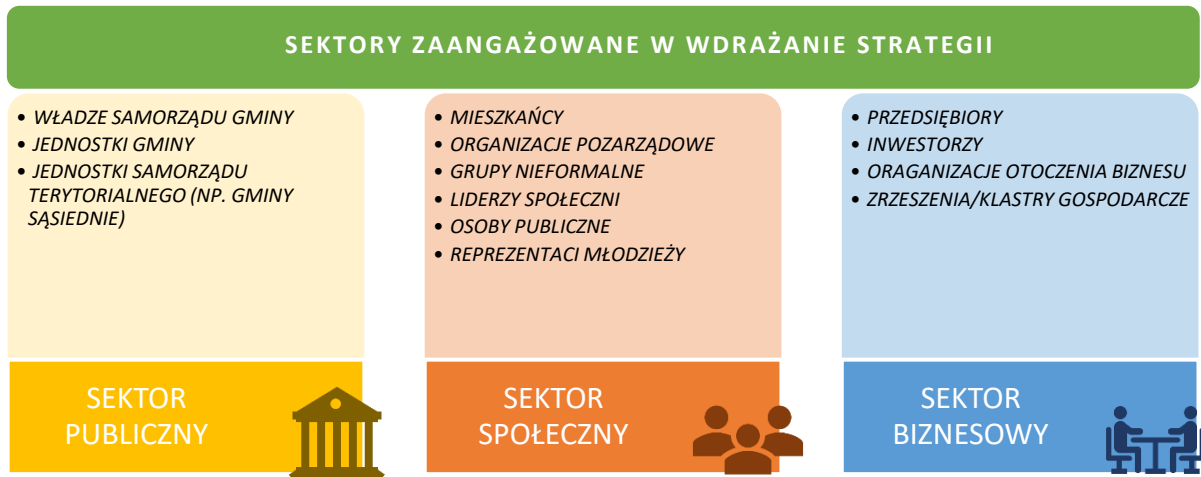 SEKTORY ZAANGAŻOWANE W WDRAŻANIE STRATEGII
• WŁADZE SAMORZĄDU GMINY
• JEDNOSTKI GMINY
• JEDNOSTKI SAMORZĄDU
TERYTORIALNEGO (NP. GMINY
SĄSIEDNIE)
SEKTOR
PUBLICZNY
• MIESZKAŃCY
• ORGANIZACJE POZARZĄDOWE
• GRUPY NIEFORMALNE
• LIDERZY SPOŁECZNI
• OSOBY PUBLICZNE
• REPREZENTACI MŁODZIEŻY
SEKTOR
SPOŁECZNY
• PRZEDSIĘBIORY
• INWESTORZY
• ORAGANIZACJE OTOCZENIA BIZNESU
• ZRZESZENIA/KLASTRY GOSPODARCZE
SEKTOR
BIZNESOWY